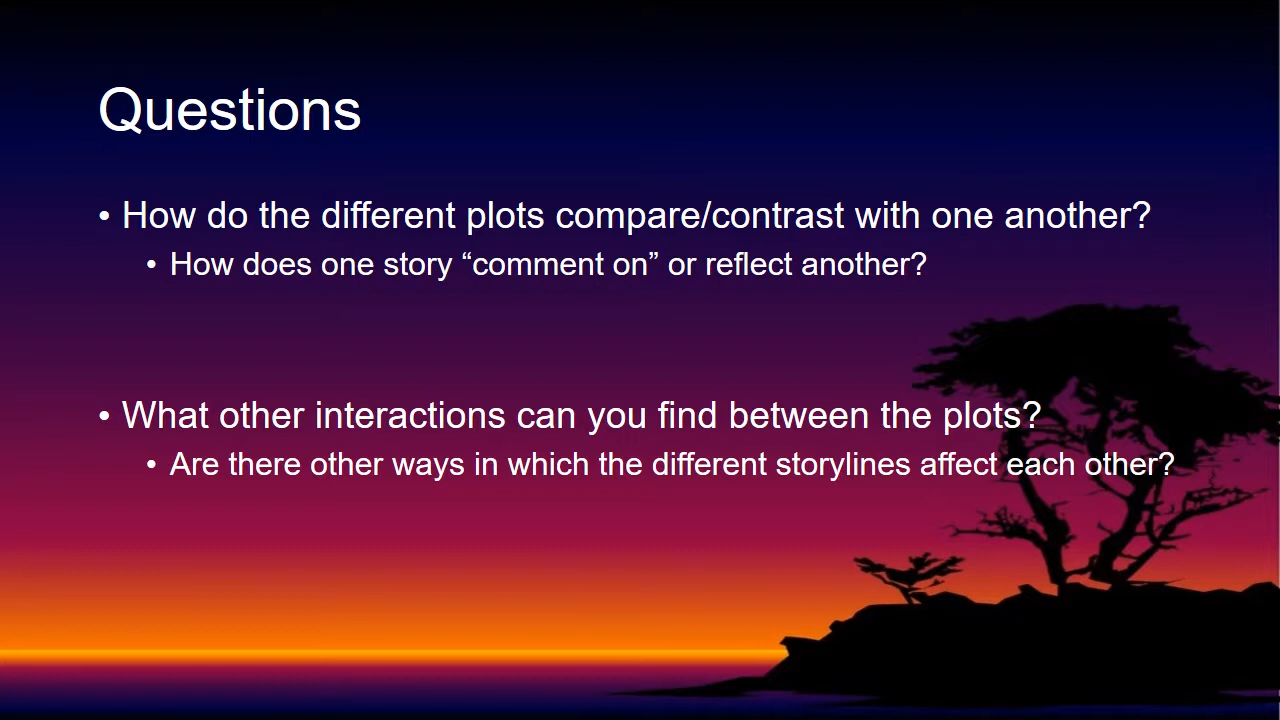 Questions
• How do the different plots compare/contrast with one another?
• How does one story “comment on” or reflect another?
• What other interactions can you find between the plots?
• Are there other ways in which the different storylines affect each other?